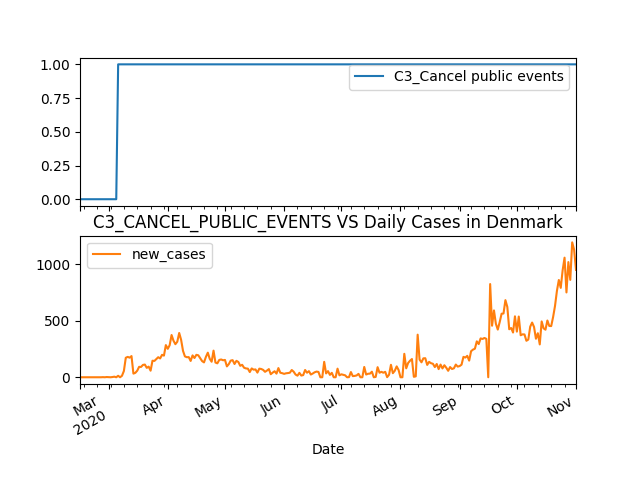 1.00
0.75
0.50
0.25
0.00
C3_Cancel public events
C3_CANCEL_PUBLIC_EVENTS VS Daily Cases in Denmark
1000
500
0
new_cases
Mar
2020
Apr
May
Jun
Jul
Aug
Sep
Oct
Nov
Date